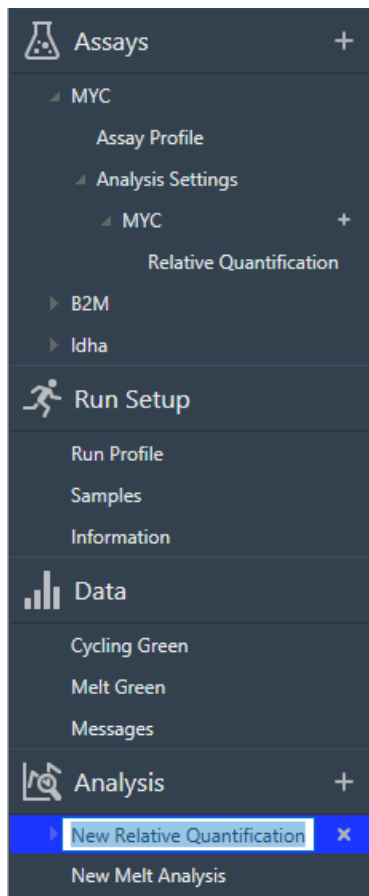 Assays +
MYC
Assay Profile
Analysis Settings
MYC +
Relative Quantification
B2M
Idha
Run Setup
Run Profile
Samples
Information
Data
Cycling Green
Melt Green
Messages
Analysis +
New Relative Quantification ×
New Melt Analysis